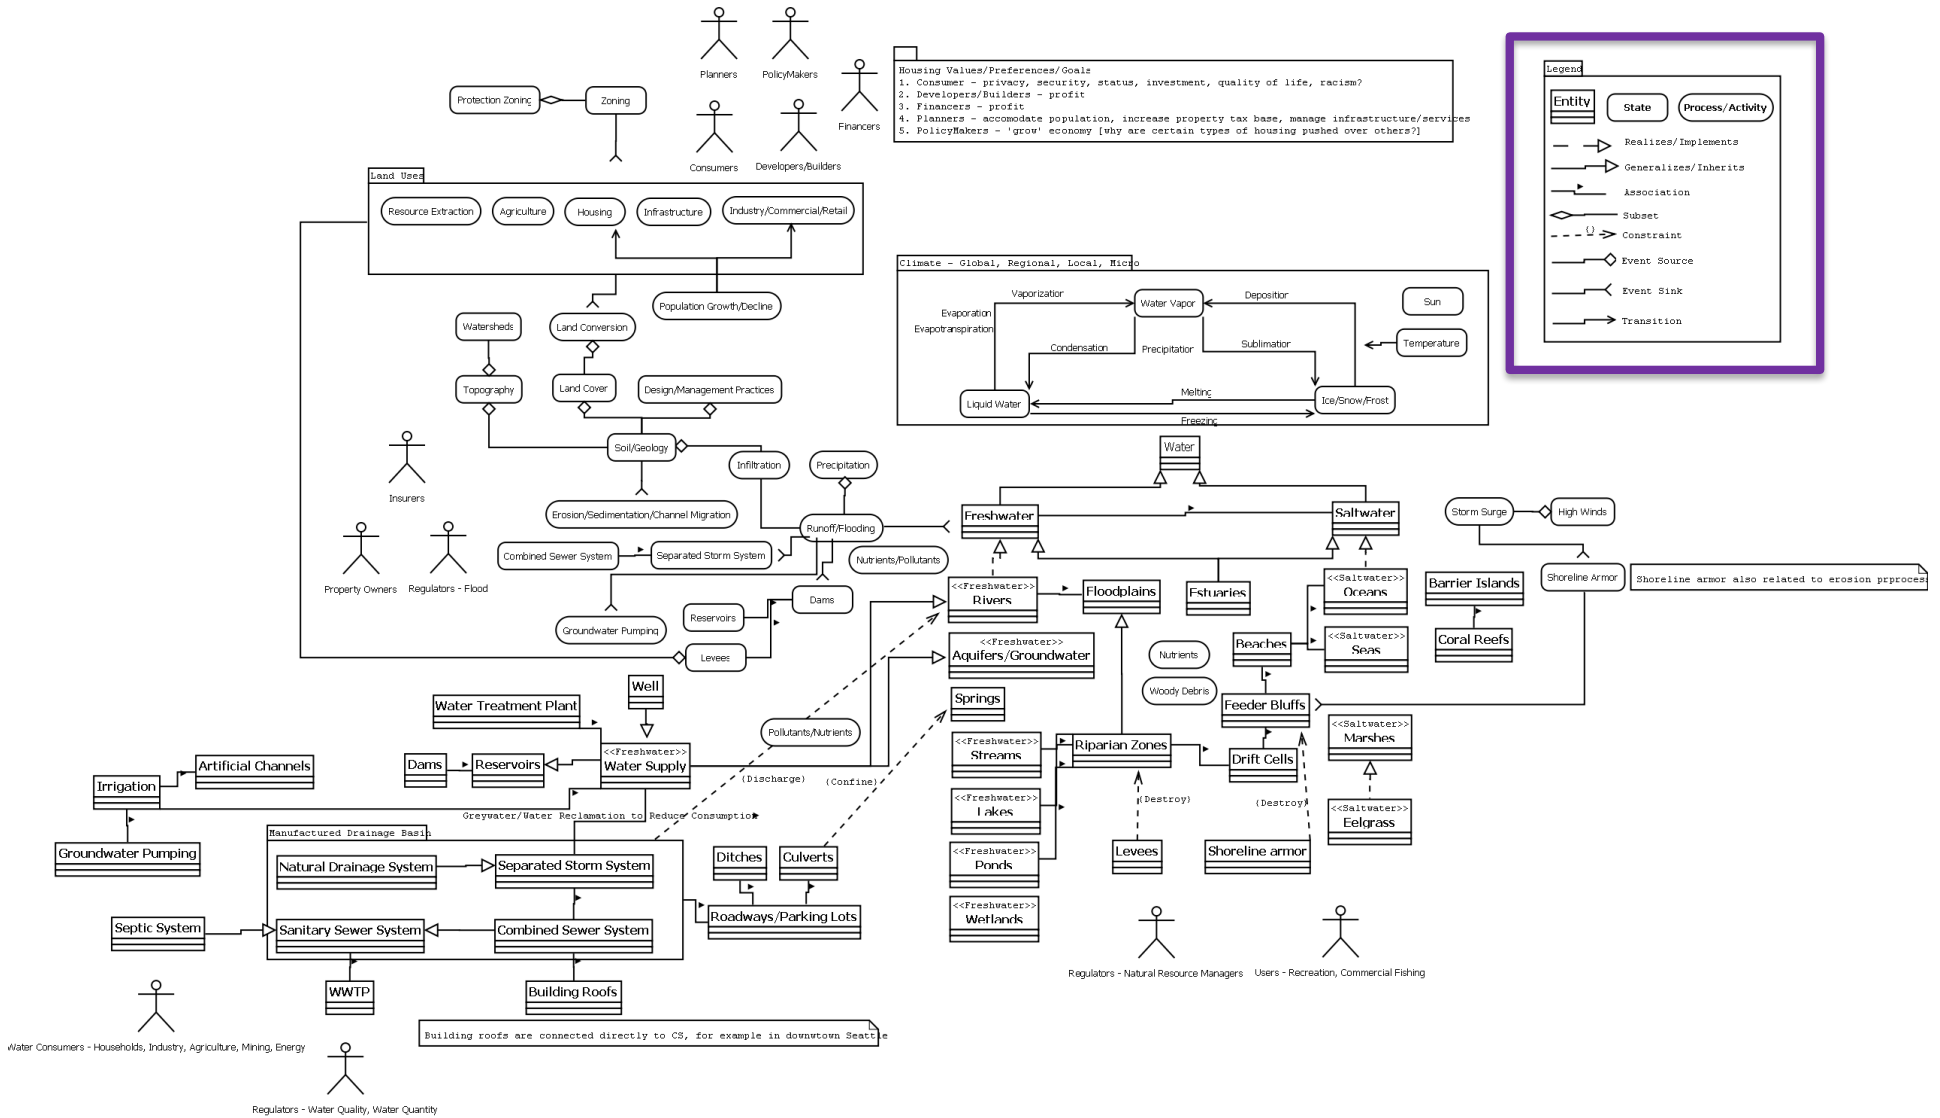 Planners
PolicyMakers
Financers
Consumers
Developers/Builders
Housing Values/Preferences/Goals
1. Consumer - privacy, security, status, investment, quality of life, racism?
2. Developers/Builders - profit
3. Financers - profit
4. Planners - accomodate population, increase property tax base, manage infrastructure/services
5. PolicyMakers - 'grow' economy [why are certain types of housing pushed over others?]
Legend
Entity
State
Process/Activity
Realizes/Implements
Generalizes/Inherits
Association
Subset
{}
Constraint
Event Source
Event Sink
Transition
Protection Zoning
Zoning
Land Uses
Resource Extraction
Agriculture
Housing
Infrastructure
Industry/Commercial/Retail
Population Growth/Decline
Watersheds
Land Conversion
Topography
Land Cover
Design/Management Practices
Soil/Geology
Infiltration
Precipitation
Erosion/Sedimentation/Channel Migration
Runoff/Flooding
Combined Sewer System
Separated Storm System
Nutrients/Pollutants
Dams
Reservoirs
Groundwater Pumping
Levees
Insurers
Property Owners
Regulators - Flood
Climate - Global, Regional, Local, Micro
Vaporization
Water Vapor
Deposition
Sun
Evaporation
Evapotranspiration
Condensation
Precipitation
Sublimation
Temperature
Liquid Water
Melting
Ice/Snow/Frost
Freezing
Water
Freshwater
Saltwater
Storm Surge
High Winds
Shoreline Armor
Shoreline armor also related to erosion prproces
<<Freshwater>>
Rivers
Floodplains
Estuaries
<<Saltwater>>
Oceans
Barrier Islands
<<Freshwater>>
Aquifers/Groundwater
Beaches
<<Saltwater>>
Seas
Coral Reefs
Nutrients
Woody Debris
Springs
Feeder Bluffs
<<Saltwater>>
Marshes
<<Freshwater>>
Streams
Riparian Zones
Drift Cells
<<Freshwater>>
Lakes
{Destroy}
{Destroy}
<<Saltwater>>
Eelgrass
<<Freshwater>>
Ponds
Levees
Shoreline armor
<<Freshwater>>
Wetlands
Regulators - Natural Resource Managers
Users - Recreation, Commercial Fishing
Well
Water Treatment Plant
Pollutants/Nutrients
<<Freshwater>>
Water Supply
Dams
Reservoirs
{Discharge}
{Confine}
Artificial Channels
Irrigation
Greywater/Water Reclamation to Reduce Consumption
Groundwater Pumping
Manufactured Drainage Basin
Natural Drainage System
Separated Storm System
Ditches
Culverts
Septic System
Sanitary Sewer System
Combined Sewer System
Roadways/Parking Lots
WWTP
Building Roofs
Building roofs are connected directly to CS, for example in downwtown Seattle
Water Consumers - Households, Industry, Agriculture, Mining, Energy
Regulators - Water Quality, Water Quantity